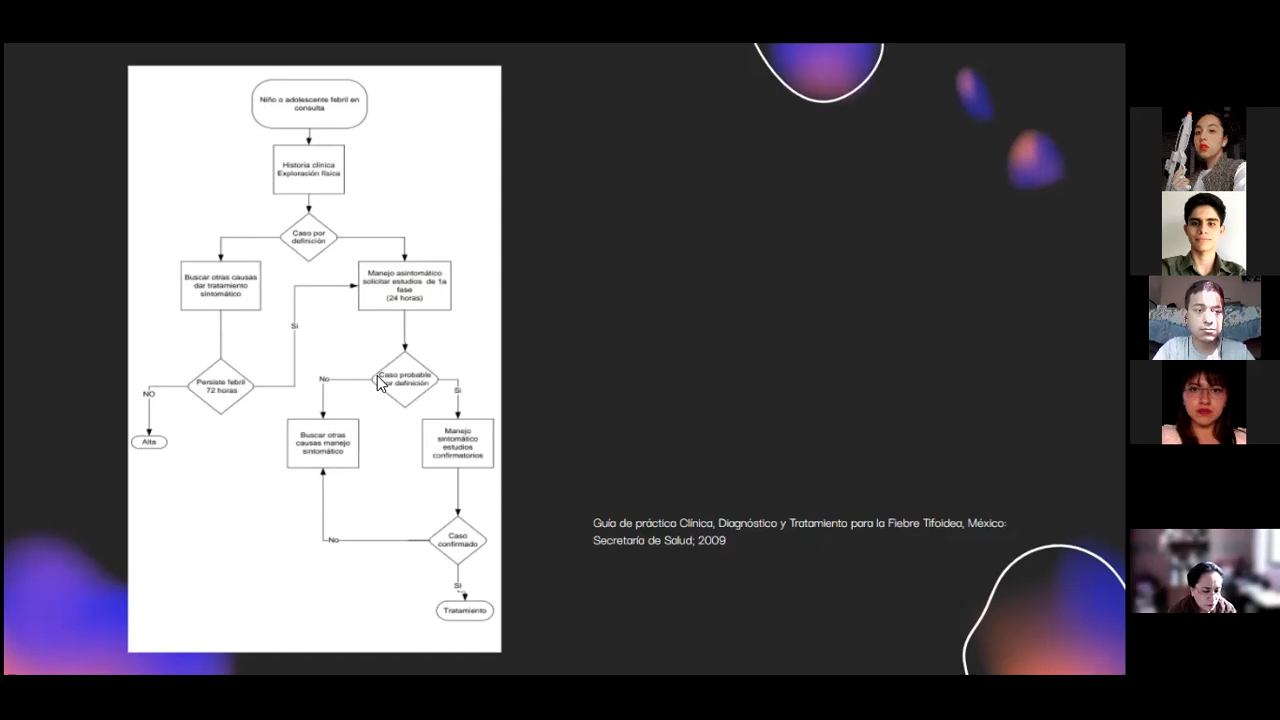 Niño o adolescente febril en
consulta
Historia clínica
Exploración física
Caso por
definición
Buscar otras causas
dar tratamiento
sintomático
Manejo asintomático
solicitar estudios de 1a
fase
(24 horas)
Si
Persiste febril
72 horas
NO
Alta
Caso probable
por definición
No
Si
Buscar otras
causas manejo
sintomático
Manejo
sintomático
estudios
confirmatorios
Caso
confirmado
No
Si
Tratamiento
Guía de práctica Clínica, Diagnóstico y Tratamiento para la Fiebre Tifoidea, México:
Secretaría de Salud; 2009